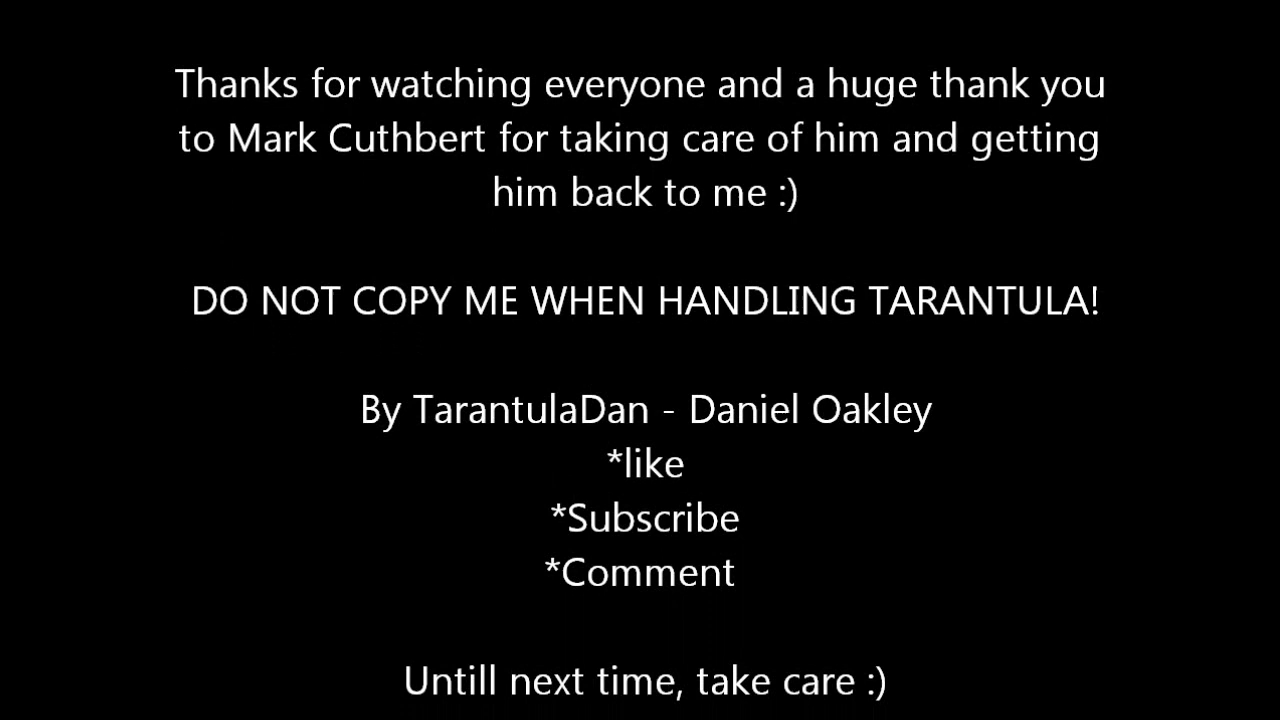 Thanks for watching everyone and a huge thank you
to Mark Cuthbert for taking care of him and getting
him back to me :)
DO NOT COPY ME WHEN HANDLING TARANTULA!
By TarantulaDan - Daniel Oakley
*like
*Subscribe
*Comment
Untill next time, take care :)